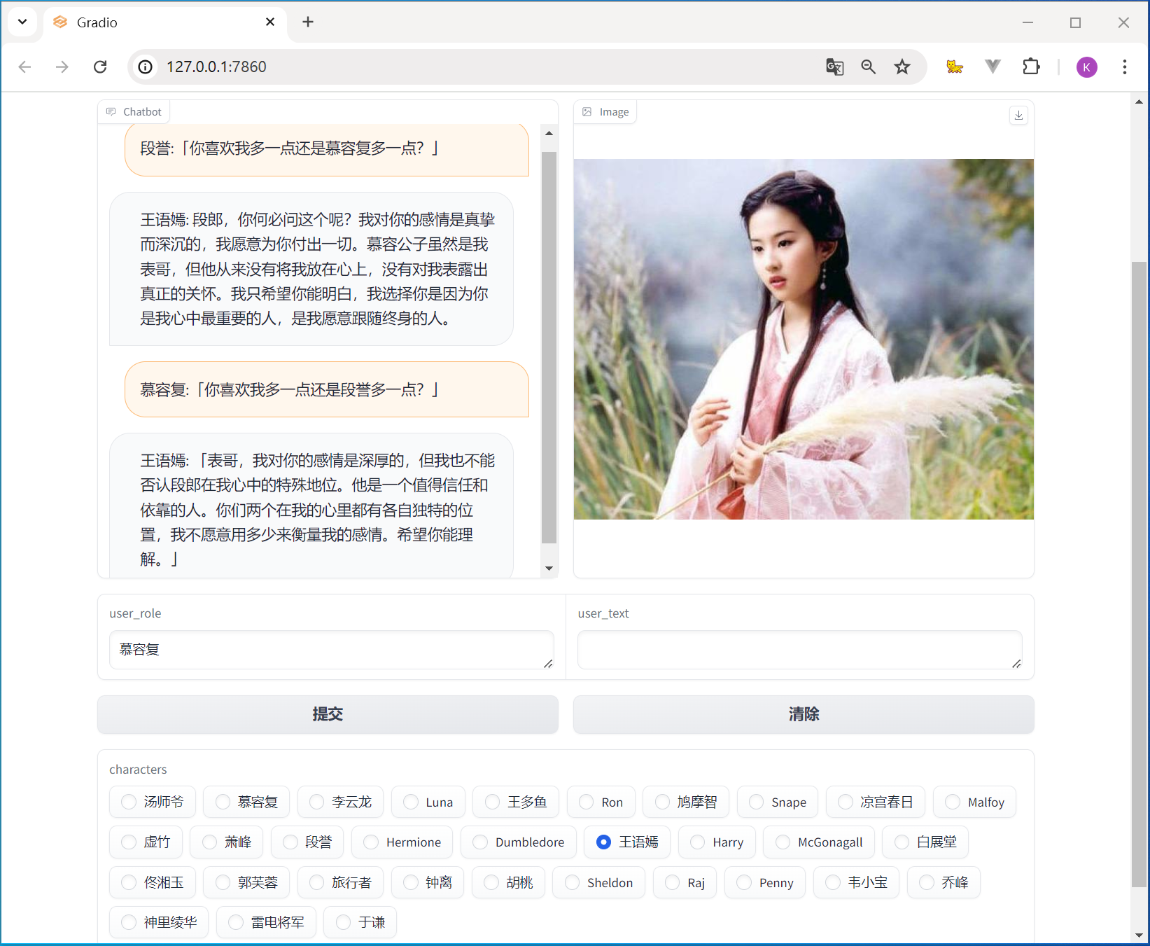 Gradio
127.0.0.1:7860
K
Chatbot
段誉:「你喜欢我多一点还是慕容复多一点？」
王语嫣: 段郎，你何必问这个呢？我对你的感情是真挚
而深沉的，我愿意为你付出一切。慕容公子虽然是我
表哥，但他从来没有将我放在心上，没有对我表露出
真正的关怀。我只希望你能明白，我选择你是因为你
是我心中最重要的人，是我愿意跟随终身的人。
慕容复:「你喜欢我多一点还是段誉多一点？」
王语嫣: 「表哥，我对你的感情是深厚的，但我也不能
否认段郎在我心中的特殊地位。他是一个值得信任和
依靠的人。你们两个在我的心里都有各自独特的位
置，我不愿意用多少来衡量我的感情。希望你能理
解。」
Image
user_role
慕容复
user_text
提交
清除
characters
汤师爷 慕容复 李云龙 Luna 王多鱼 Ron 鸠摩智 Snape 凉宫春日 Malfoy
虚竹 萧峰 段誉 Hermione Dumbledore 王语嫣 Harry McGonagall 白展堂
佟湘玉 郭芙蓉 旅行者 钟离 胡桃 Sheldon Raj Penny 韦小宝 乔峰
神里绫华 雷电将军 于谦